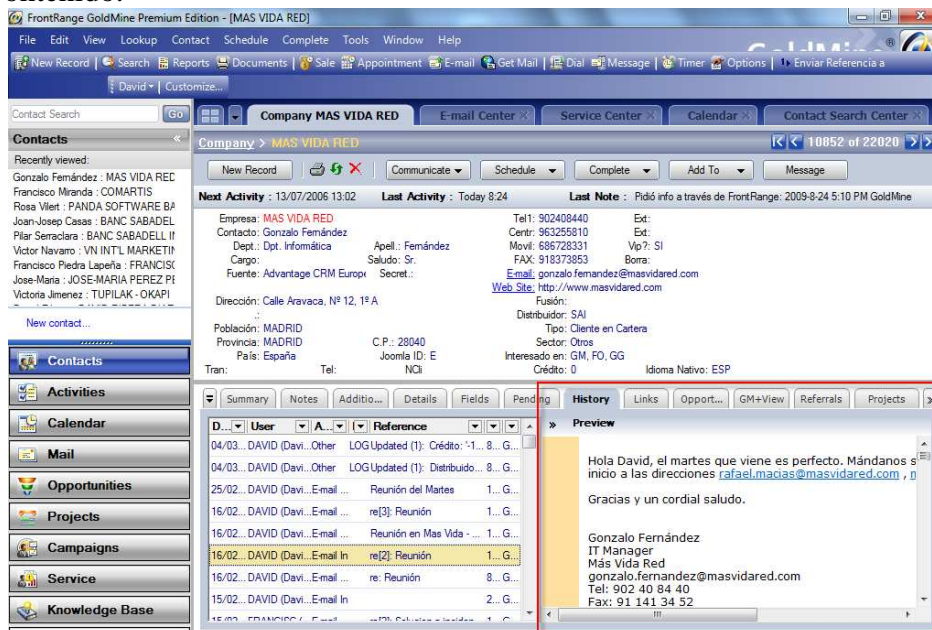 FrontRange GoldMine Premium Edition - [MAS VIDA RED]
File Edit View Lookup Contact Schedule Complete Tools Window Help
New Record Search Reports Documents Sale Appointment E-mail Get Mail Dial Message Timer Options Enviar Referencia a
David Customize...
Contact Search Go
Company MAS VIDA RED E-mail Center Service Center Calendar Contact Search Center
Contacts
Company > MAS VIDA RED 10852 of 22020
Recently viewed:
Gonzalo Fernández : MAS VIDA RED
Francisco Miranda : COMARTIS
Rosa Vilert : PANDA SOFTWARE BA
Joan-Josep Casas : BANC SABADEL
Pilar Serraclara : BANC SABADELL
Victor Navarro : VN INT'L MARKETIN
Francisco Piedra Lapeña : FRANCISC
Jose-Maria : JOSE-MARIA PEREZ PE
Victoria Jimenez : TUPILAK - OKAPI
New contact...
New Record Communicate Schedule Complete Add To Message
Next Activity : 13/07/2006 13:02 Last Activity : Today 8:24 Last Note : Pidió info a través de FrontRange: 2009-8-24 5:10 PM GoldMine
Empresa: MAS VIDA RED Tel1: 902408440 Ext:
Contacto: Gonzalo Fernández Centr: 963255810 Ext:
Dept.: Dpt. Informática Apell.: Fernández Movil: 686728331 Vip?: SI
Cargo: Saludo: Sr. FAX: 918373853 Borra:
Fuente: Advantage CRM Europe Secret.: E-mail: gonzalo.fernandez@masvidared.com
Web Site: http://www.masvidared.com
Dirección: Calle Aravaca, Nº 12, 1º A Fusión:
.: Distribuidor: SAI
Población: MADRID Tipo: Cliente en Cartera
Provincia: MADRID C.P.: 28040 Sector: Otros
País: España Joomla ID: E Interesado en: GM, FO, GG
Tran: Tel: NCli Crédito: 0 Idioma Nativo: ESP
Contacts
Activities
Calendar
Mail
Opportunities
Projects
Campaigns
Service
Knowledge Base
Summary Notes Additio... Details Fields Pending History Links Opport... GM+View Referrals Projects
D... User A... Reference
04/03... DAVID (Davi... Other LOG Updated (1): Crédito: '-1... 8... G...
04/03... DAVID (Davi... Other LOG Updated (1): Distribuido... 8... G...
25/02... DAVID (Davi... E-mail ... Reunión del Martes 1... G...
16/02... DAVID (Davi... E-mail ... re[3]: Reunión 1... G...
16/02... DAVID (Davi... E-mail ... Reunión en Mas Vida - ... 1... G...
16/02... DAVID (Davi... E-mail In re[2]: Reunión 1... G...
16/02... DAVID (Davi... E-mail ... re: Reunión 8... G...
15/02... DAVID (Davi... E-mail In 2... G...
» Preview
Hola David, el martes que viene es perfecto. Mándanos s
inicio a las direcciones rafael.macias@masvidared.com ,
Gracias y un cordial saludo.
Gonzalo Fernández
IT Manager
Más Vida Red
gonzalo.fernandez@masvidared.com
Tel: 902 40 84 40
Fax: 91 141 34 52